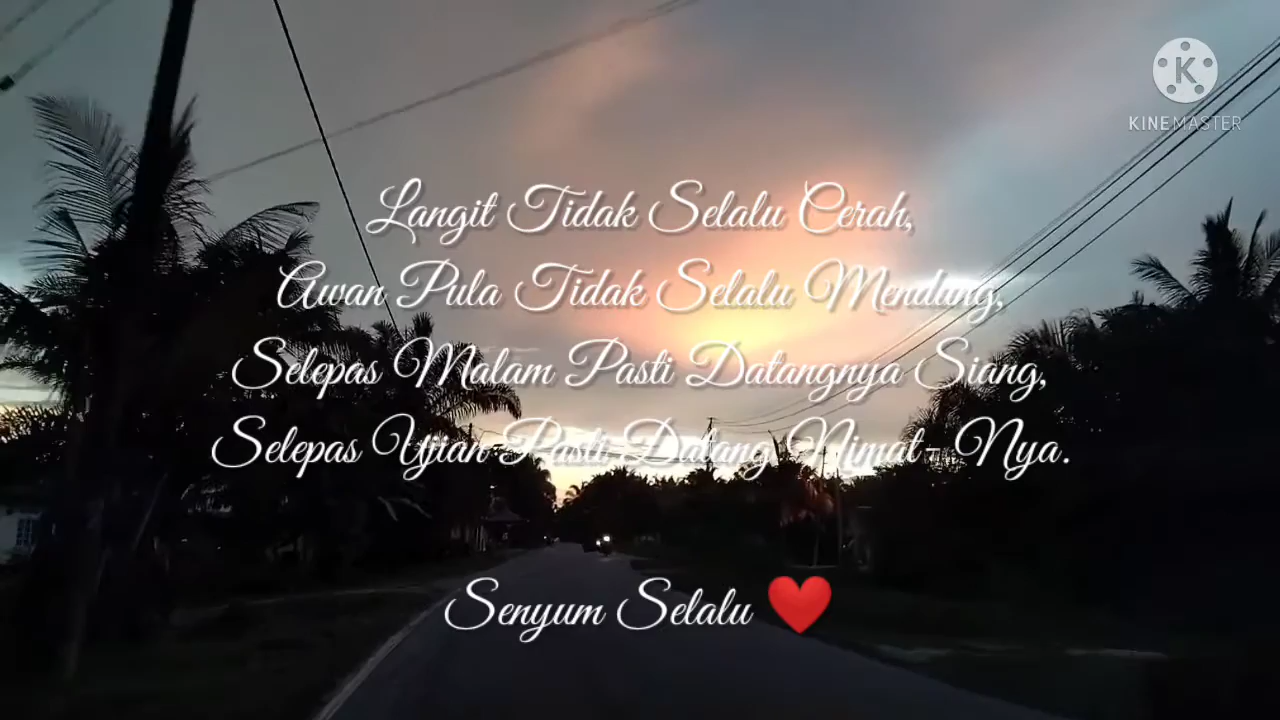 KINEMASTER
Langit Tidak Selalu Cerah,
Awan Pula Tidak Selalu Mendung,
Selepas Malam Pasti Datangnya Siang,
Selepas Ujian Pasti Datang Nimat- Nya.
Senyum Selalu ❤️